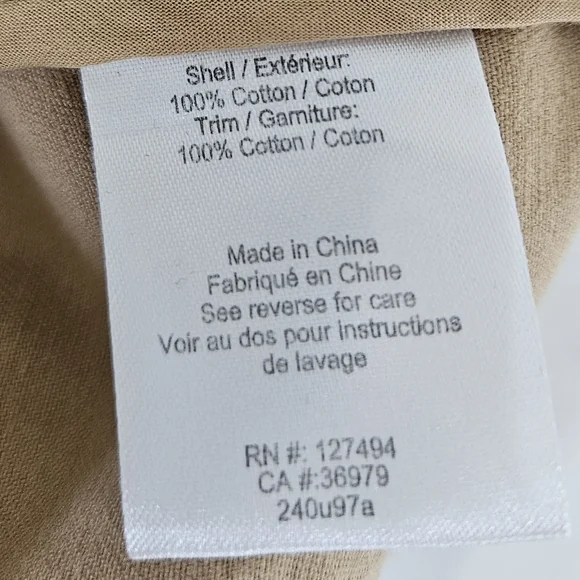 Shell / Extérieur:
100% Cotton / Coton
Trim / Garniture:
100% Cotton / Coton
Made in China
Fabriqué en Chine
See reverse for care
Voir au dos pour instructions
de lavage
RN #: 127494
CA #:36979
240u97a